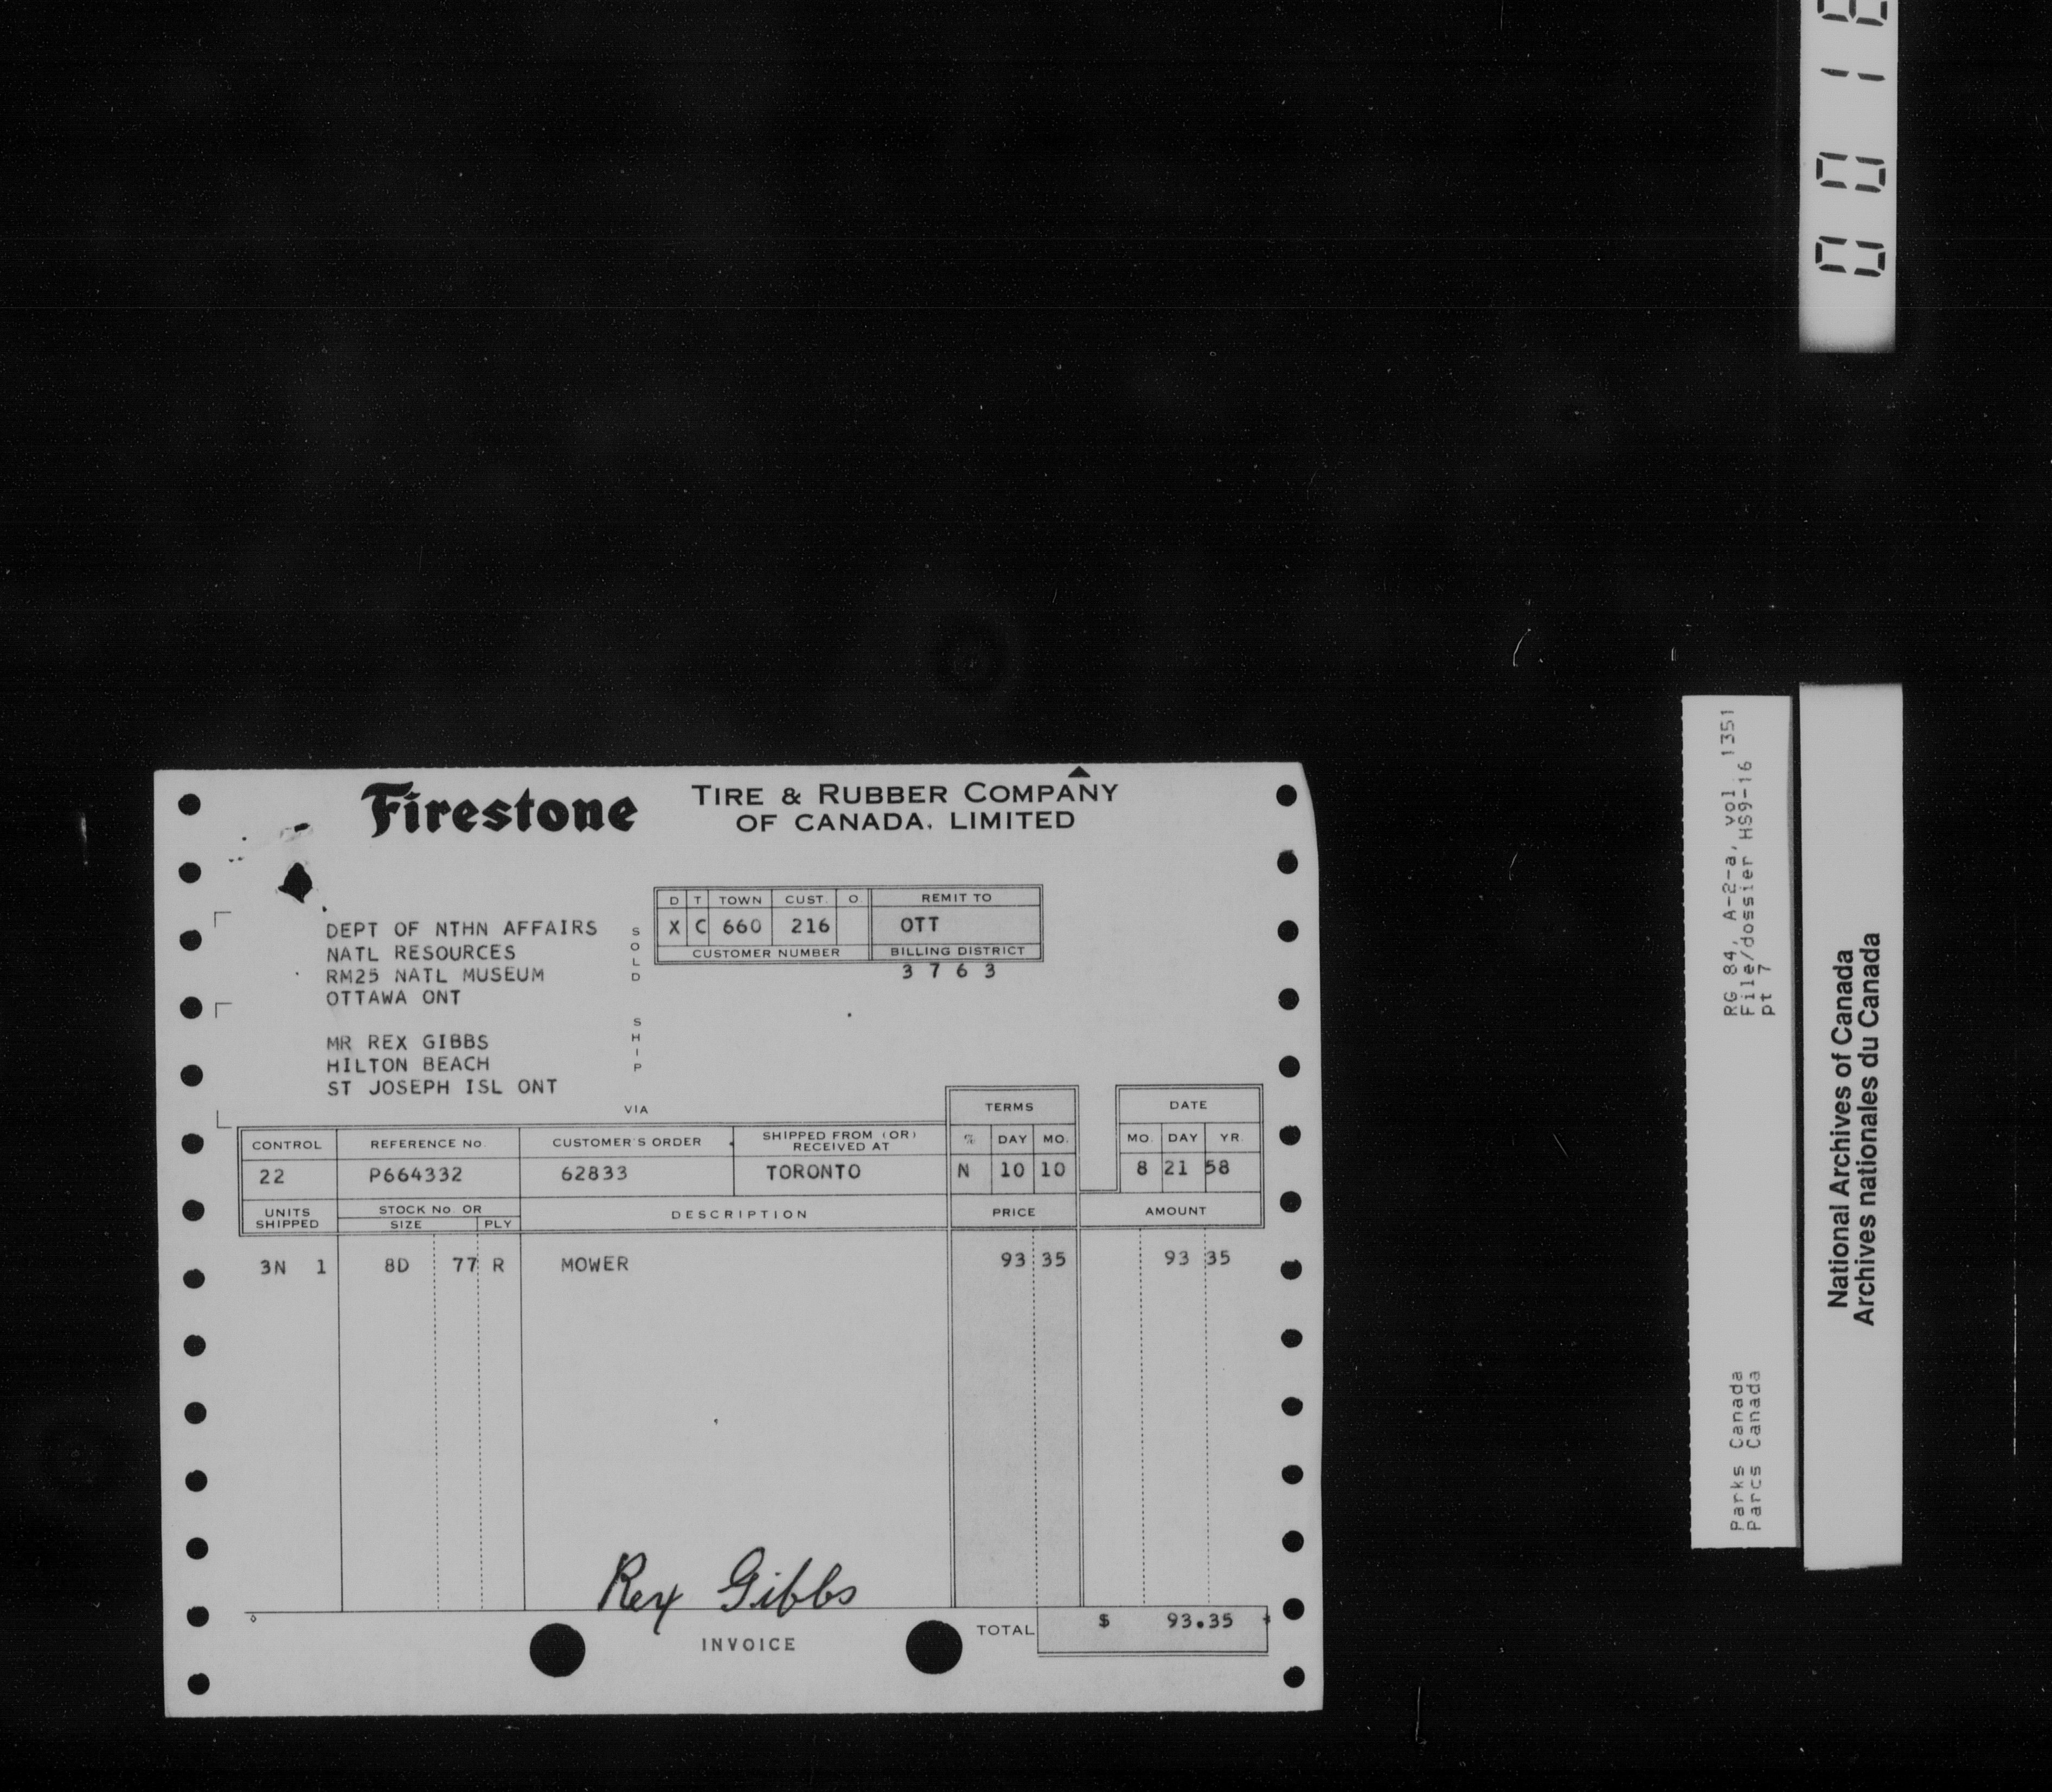 Firestone TIRE & RUBBER COMPANY
OF CANADA, LIMITED
D T TOWN CUST. O. REMIT TO
X C 660 216 OTT
CUSTOMER NUMBER BILLING DISTRICT
3763
SOLD
DEPT OF NTHN AFFAIRS
NATL RESOURCES
RM25 NATL MUSEUM
OTTAWA ONT
SHIP
MR REX GIBBS
HILTON BEACH
ST JOSEPH ISL ONT
VIA
TERMS DATE
CONTROL REFERENCE No. CUSTOMER'S ORDER SHIPPED FROM (OR) RECEIVED AT % DAY MO. MO. DAY YR.
22 P664332 62833 TORONTO N 10 10 8 21 58
UNITS SHIPPED STOCK No OR SIZE PLY DESCRIPTION PRICE AMOUNT
3N 1 8D 77 R MOWER 93 35 93 35
Rex Gibbs
INVOICE
TOTAL $ 93.35
RG 84, A-2-a, vol. 1351
File/dossier HS9-16
pt 7
Parks Canada
Parcs Canada
National Archives of Canada
Archives nationales du Canada